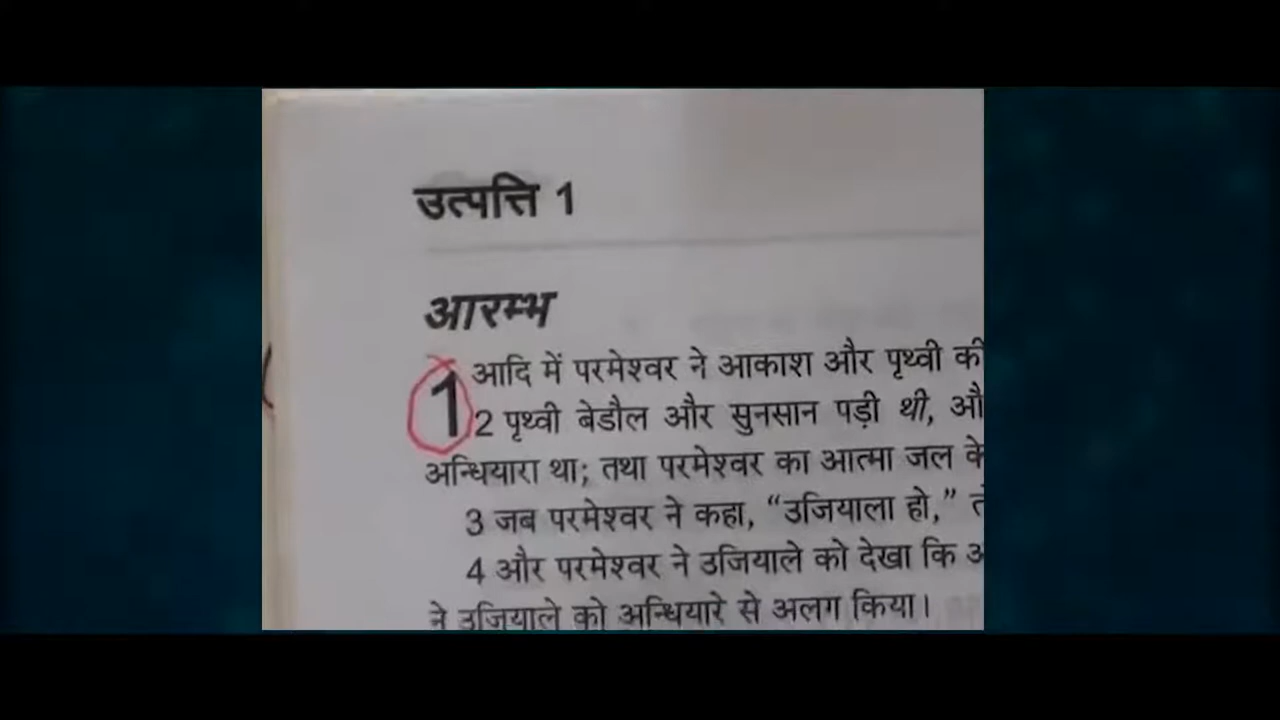 उत्पत्ति 1
आरम्भ
1 आदि में परमेश्वर ने आकाश और पृथ्वी की
2 पृथ्वी बेडौल और सुनसान पड़ी थी,
अन्धियारा था; तथा परमेश्वर का आत्मा जल के
3 जब परमेश्वर ने कहा, “उजियाला हो,”
4 और परमेश्वर ने उजियाले को देखा कि
ने उजियाले को अन्धियारे से अलग किया।